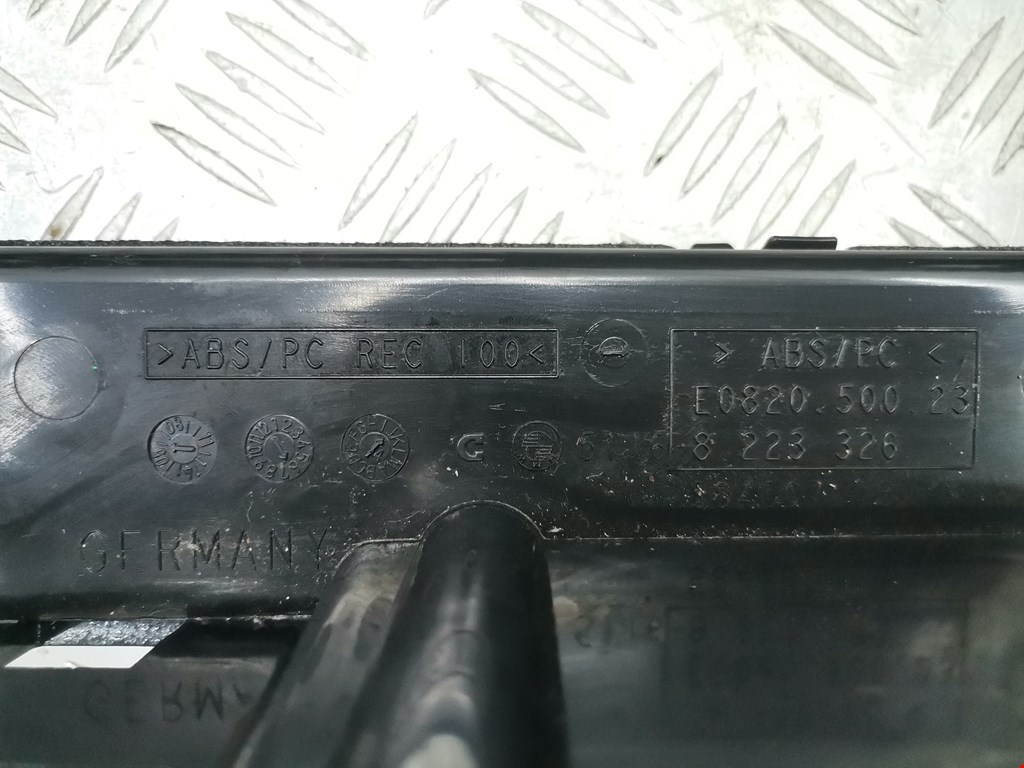 >ABS/PC REC 100<
> ABS/PC <
E0820.500.23
8 223 326
G
GERMANY